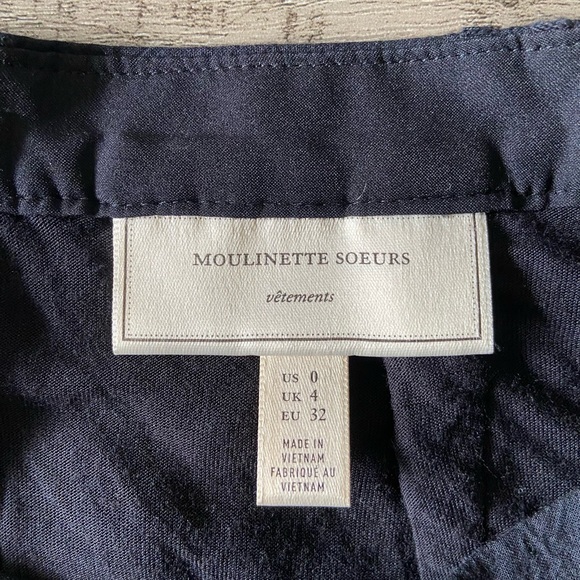 MOULINETTE SOEURS
vêtements
US 0
UK 4
EU 32
MADE IN
VIETNAM
FABRIQUÉ AU
VIETNAM